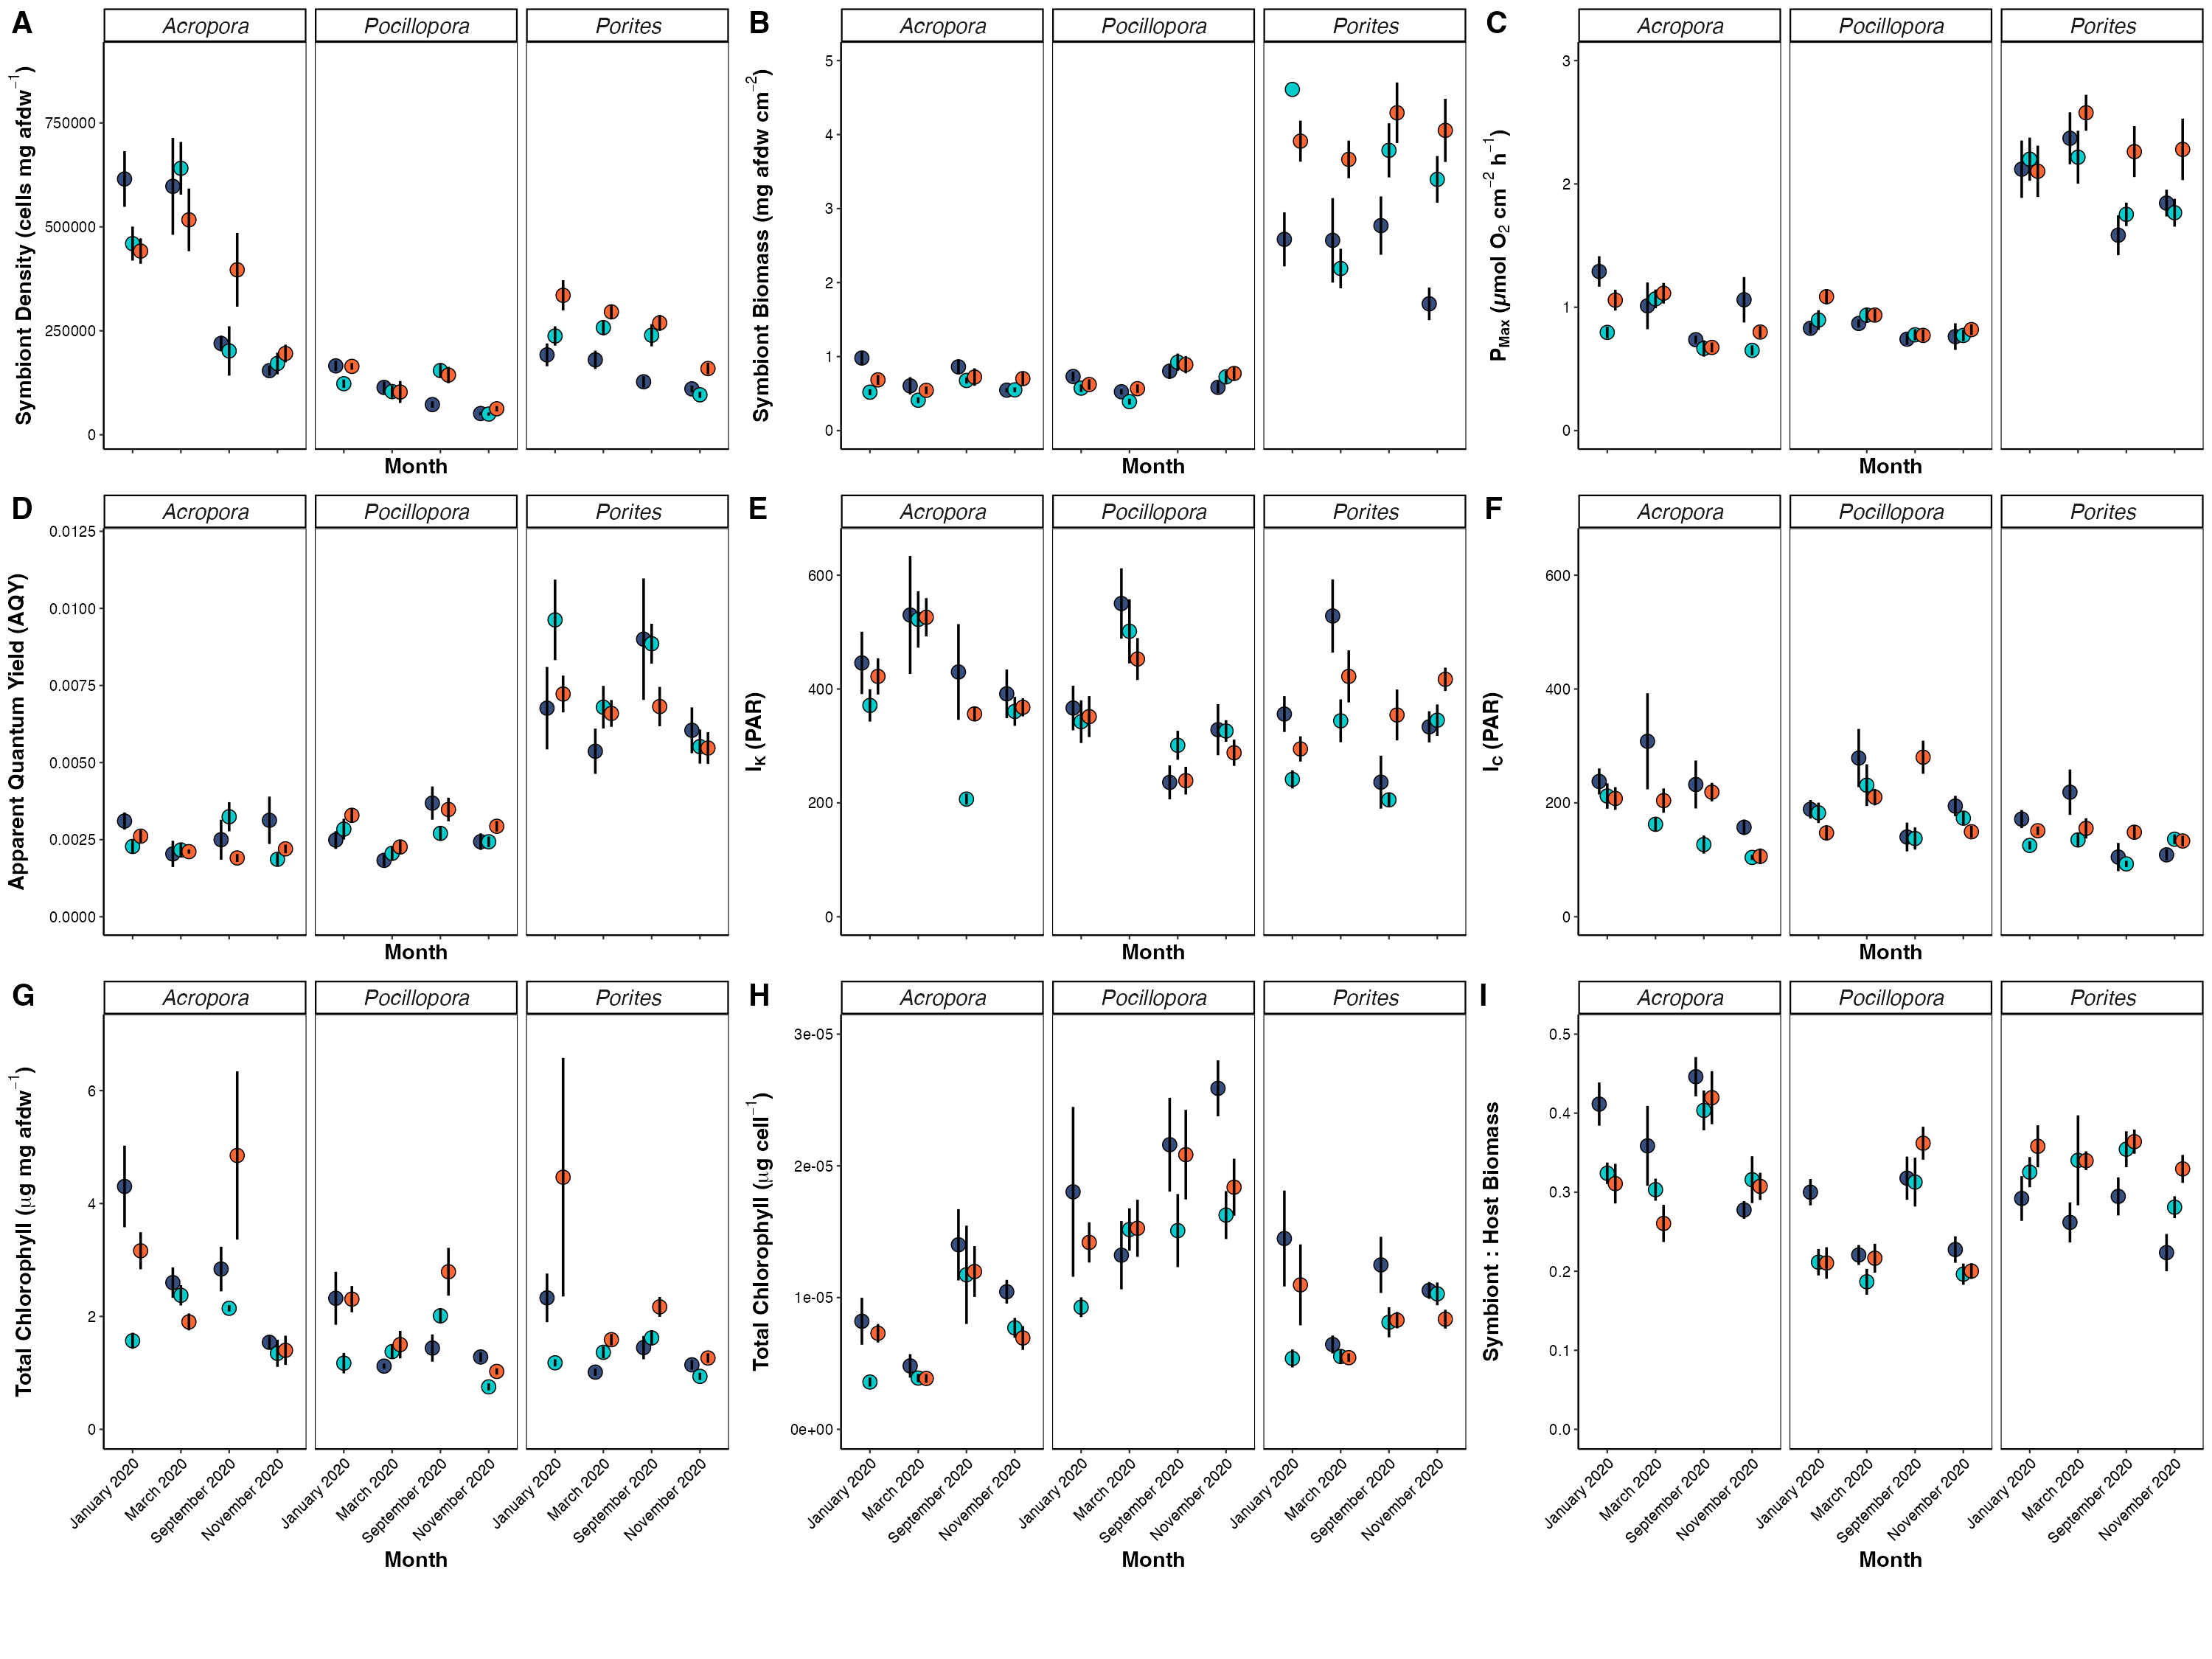 A
Acropora
Pocillopora
Porites
Symbiont Density (cells mg afdw⁻¹)
750000
500000
250000
0
Month
B
Acropora
Pocillopora
Porites
Symbiont Biomass (mg afdw cm⁻²)
5
4
3
2
1
0
Month
C
Acropora
Pocillopora
Porites
P_Max (μmol O₂ cm⁻² h⁻¹)
3
2
1
0
Month
D
Acropora
Pocillopora
Porites
Apparent Quantum Yield (AQY)
0.0125
0.0100
0.0075
0.0050
0.0025
0.0000
Month
E
Acropora
Pocillopora
Porites
I_K (PAR)
600
400
200
0
Month
F
Acropora
Pocillopora
Porites
I_C (PAR)
600
400
200
0
Month
G
Acropora
Pocillopora
Porites
Total Chlorophyll (μg mg afdw⁻¹)
6
4
2
0
January 2020
March 2020
September 2020
November 2020
January 2020
March 2020
September 2020
November 2020
January 2020
March 2020
September 2020
November 2020
Month
H
Acropora
Pocillopora
Porites
Total Chlorophyll (μg cell⁻¹)
3e-05
2e-05
1e-05
0e+00
January 2020
March 2020
September 2020
November 2020
January 2020
March 2020
September 2020
November 2020
January 2020
March 2020
September 2020
November 2020
Month
I
Acropora
Pocillopora
Porites
Symbiont : Host Biomass
0.5
0.4
0.3
0.2
0.1
0.0
January 2020
March 2020
September 2020
November 2020
January 2020
March 2020
September 2020
November 2020
January 2020
March 2020
September 2020
November 2020
Month